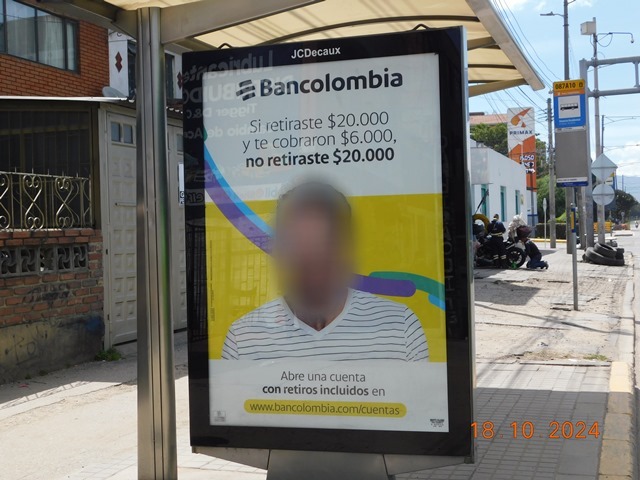 JCDecaux
Bancolombia
Si retiraste $20.000
y te cobraron $6.000,
no retiraste $20.000
Abre una cuenta
con retiros incluidos en
www.bancolombia.com/cuentas
PRIMAX
18 10 2024